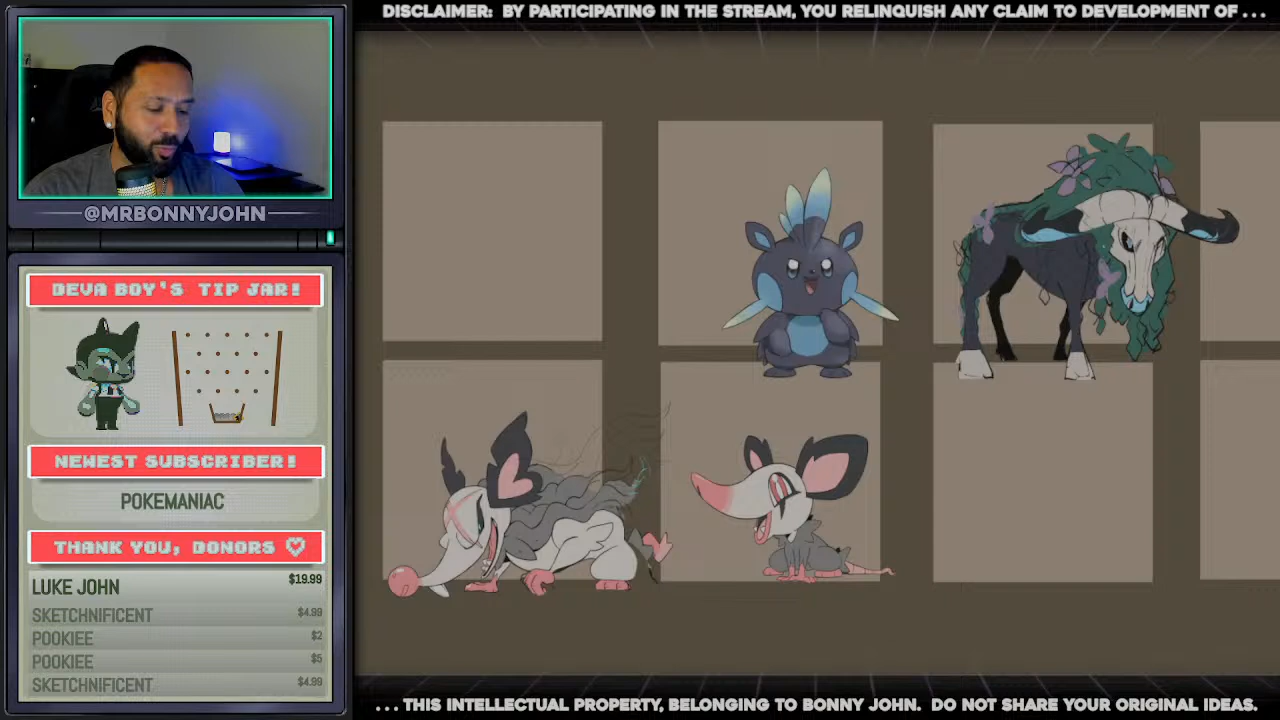 DISCLAIMER: BY PARTICIPATING IN THE STREAM, YOU RELINQUISH ANY CLAIM TO DEVELOPMENT OF . . .
@MRBONNYJOHN
DEVA BOY'S TIP JAR!
NEWEST SUBSCRIBER!
POKEMANIAC
THANK YOU, DONORS ♡
LUKE JOHN $19.99
SKETCHNIFICENT $4.99
POOKIEE $2
POOKIEE $5
SKETCHNIFICENT $4.99
. . . THIS INTELLECTUAL PROPERTY, BELONGING TO BONNY JOHN. DO NOT SHARE YOUR ORIGINAL IDEAS.